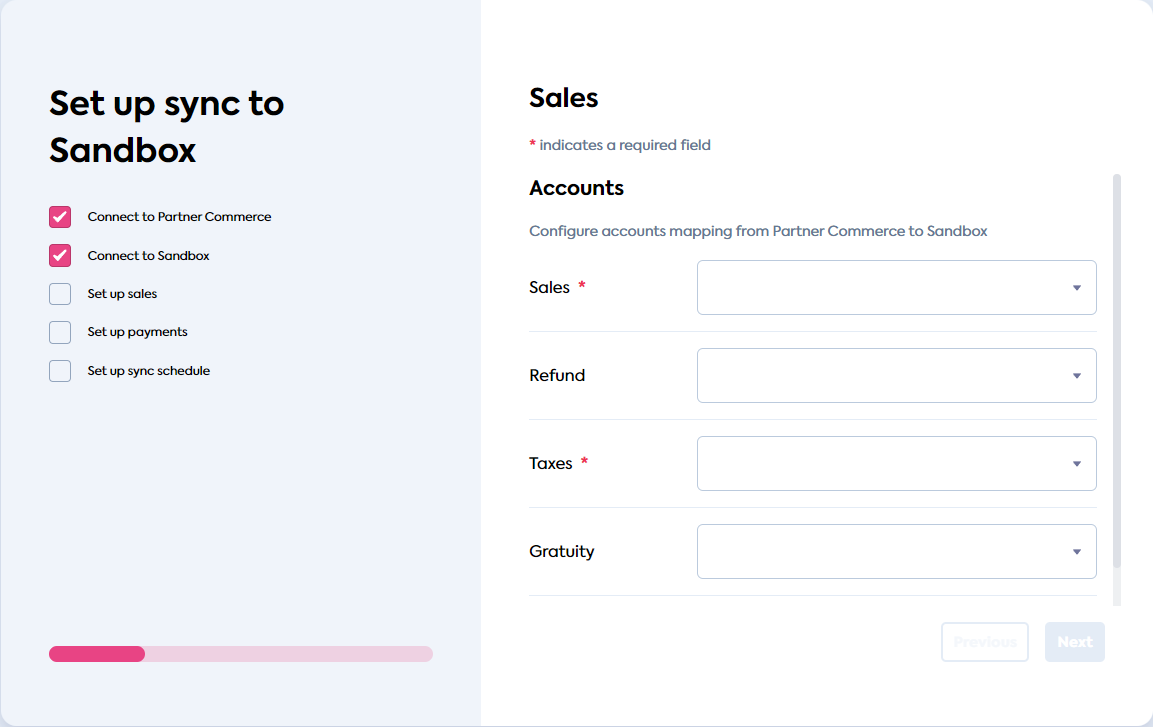 Set up sync to
Sandbox
Connect to Partner Commerce
Connect to Sandbox
Set up sales
Set up payments
Set up sync schedule
Sales
* indicates a required field
Accounts
Configure accounts mapping from Partner Commerce to Sandbox
Sales *
Refund
Taxes *
Gratuity
Previous
Next